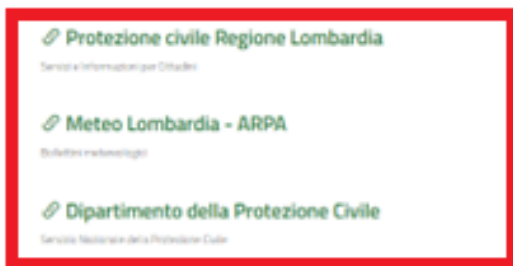 Protezione civile Regione Lombardia
Servizi e Informazioni per Cittadini
Meteo Lombardia - ARPA
Bollettini meteorologici
Dipartimento della Protezione Civile
Servizio Nazionale della Protezione Civile